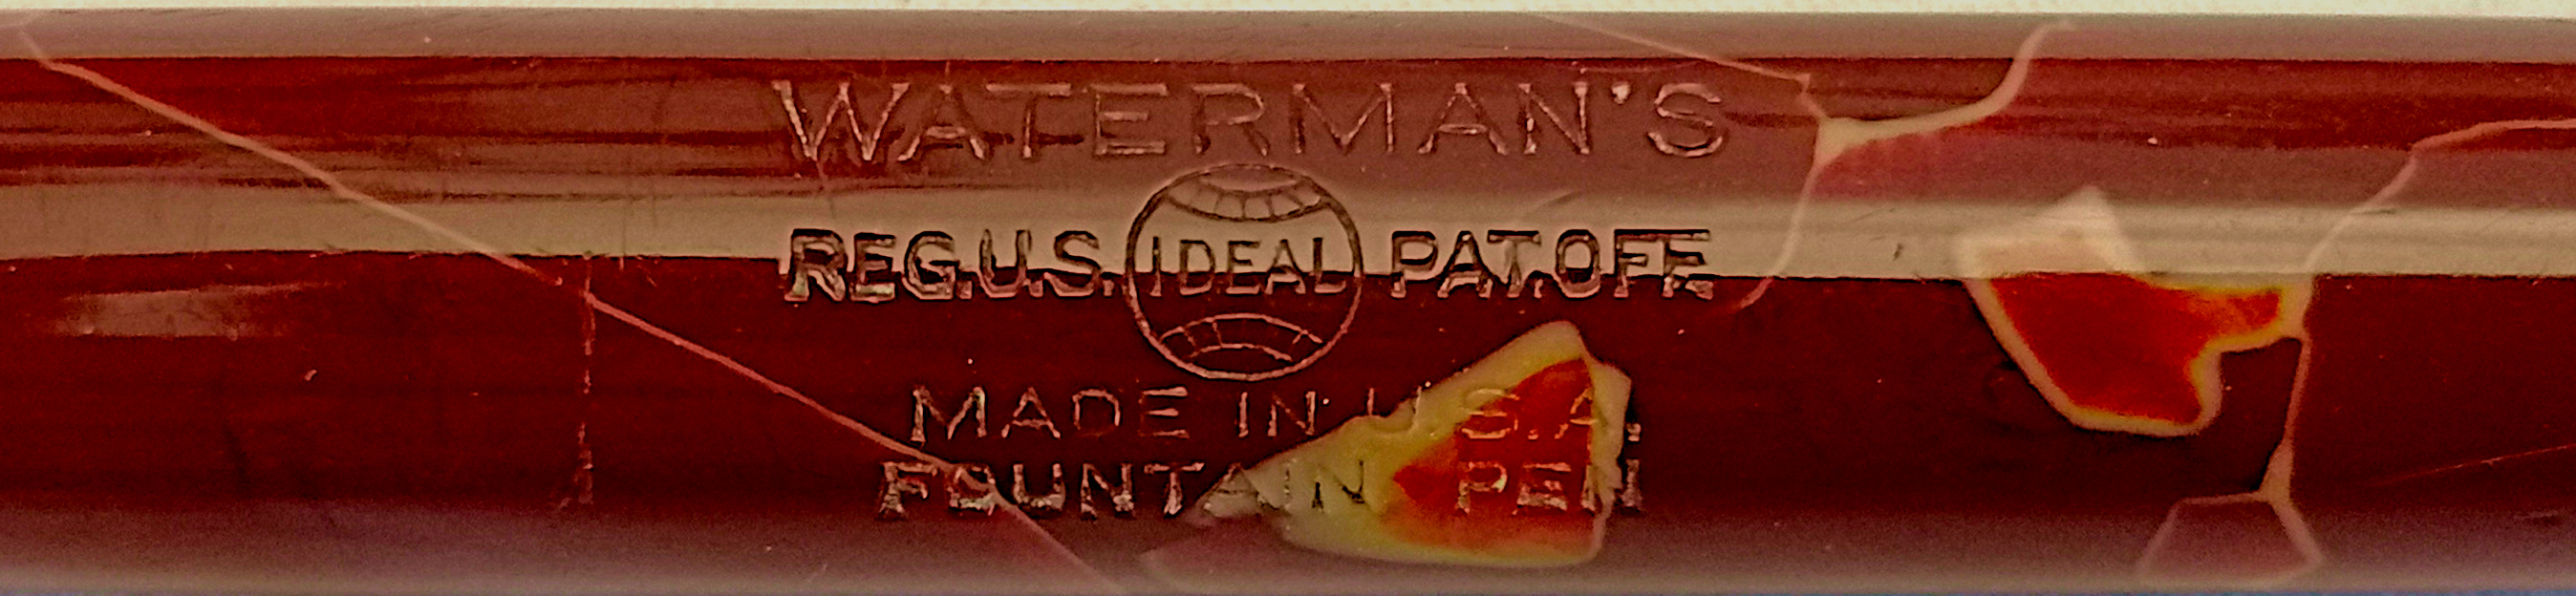 WATERMAN'S
REG.U.S. IDEAL PAT.OFF.
MADE IN U.S.A.
FOUNTAIN PEN